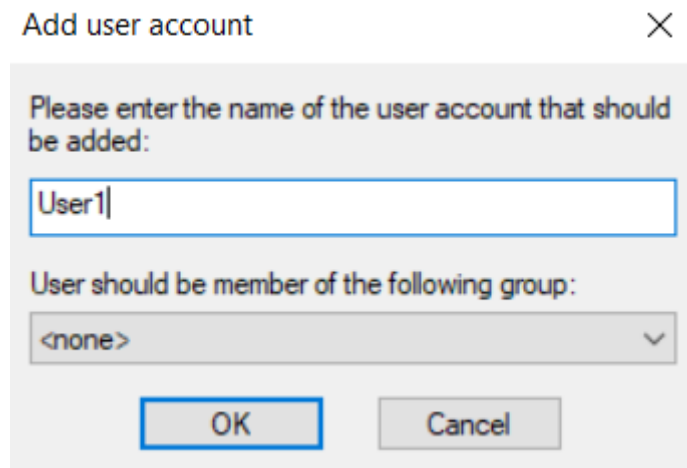 Add user account
Please enter the name of the user account that should
be added:
User1
User should be member of the following group:
<none>
OK
Cancel